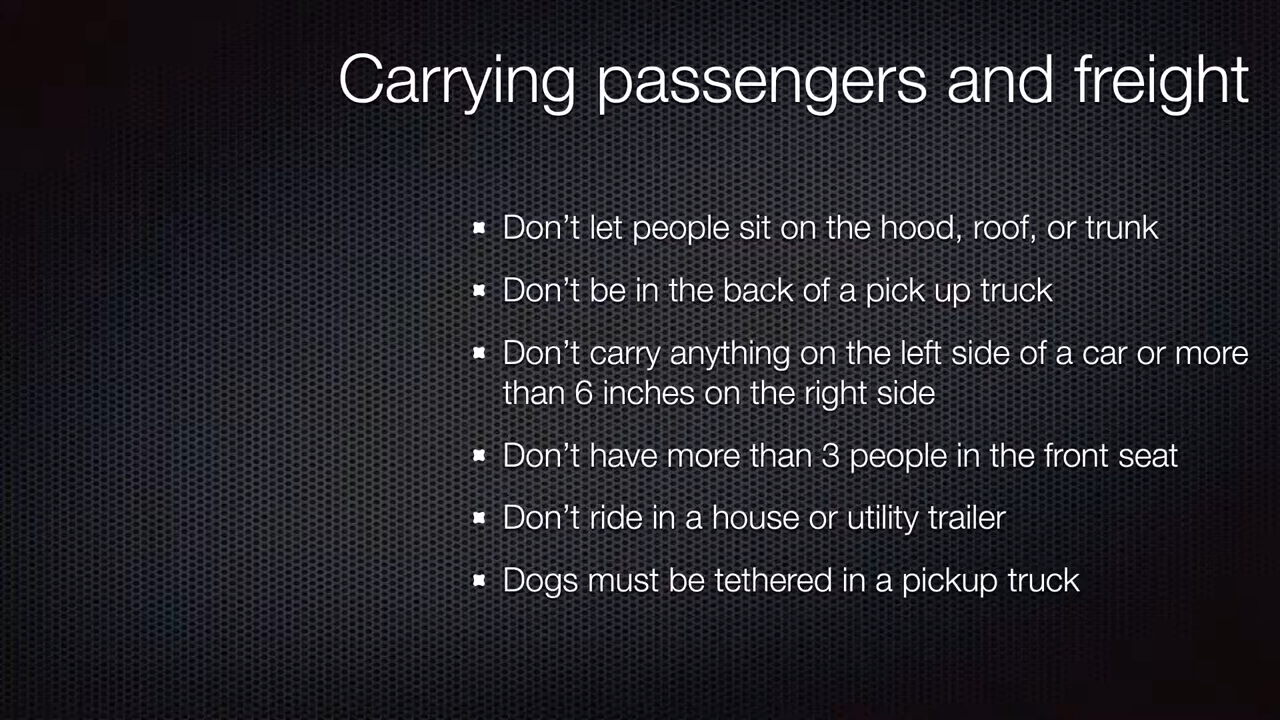 Carrying passengers and freight
Don’t let people sit on the hood, roof, or trunk
Don’t be in the back of a pick up truck
Don’t carry anything on the left side of a car or more
than 6 inches on the right side
Don’t have more than 3 people in the front seat
Don’t ride in a house or utility trailer
Dogs must be tethered in a pickup truck